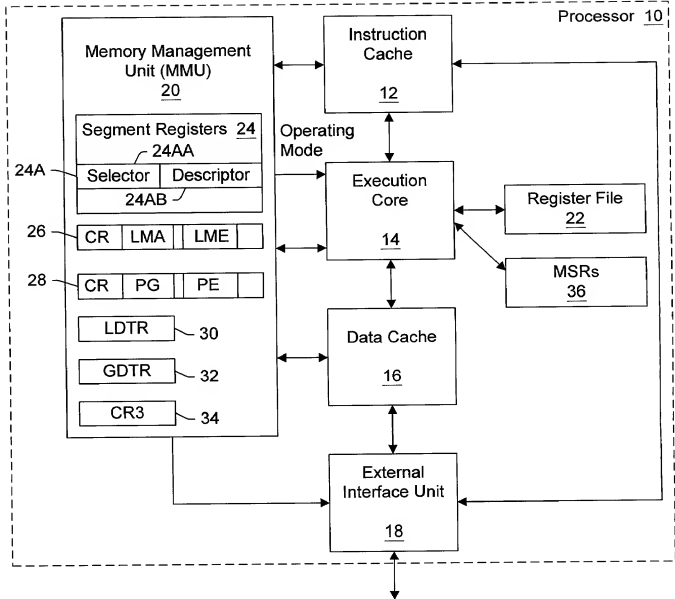 Processor 10
Memory Management
Unit (MMU)
20
Segment Registers 24
24AA
24A
Selector Descriptor
24AB
26
CR LMA LME
28
CR PG PE
LDTR 30
GDTR 32
CR3 34
Operating
Mode
Instruction
Cache
12
Execution
Core
14
Register File
22
MSRs
36
Data Cache
16
External
Interface Unit
18